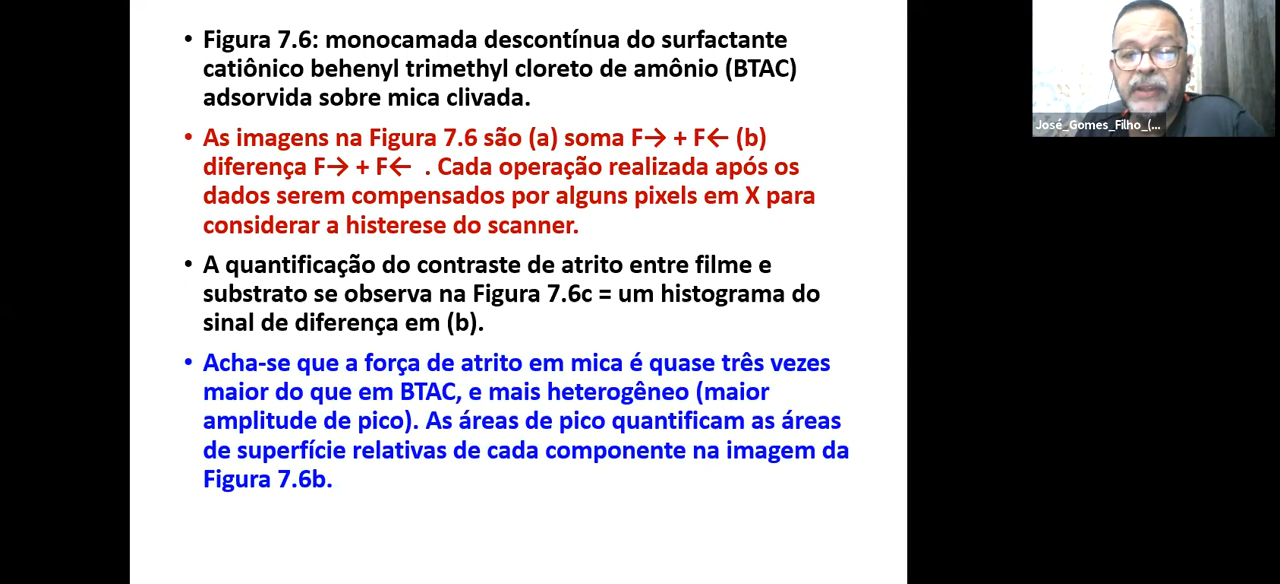 • Figura 7.6: monocamada descontínua do surfactante
catiônico behenyl trimethyl cloreto de amônio (BTAC)
adsorvida sobre mica clivada.
• As imagens na Figura 7.6 são (a) soma F→ + F← (b)
diferença F→ + F← . Cada operação realizada após os
dados serem compensados por alguns pixels em X para
considerar a histerese do scanner.
• A quantificação do contraste de atrito entre filme e
substrato se observa na Figura 7.6c = um histograma do
sinal de diferença em (b).
• Acha-se que a força de atrito em mica é quase três vezes
maior do que em BTAC, e mais heterogêneo (maior
amplitude de pico). As áreas de pico quantificam as áreas
de superfície relativas de cada componente na imagem da
Figura 7.6b.
José_Gomes_Filho_(...